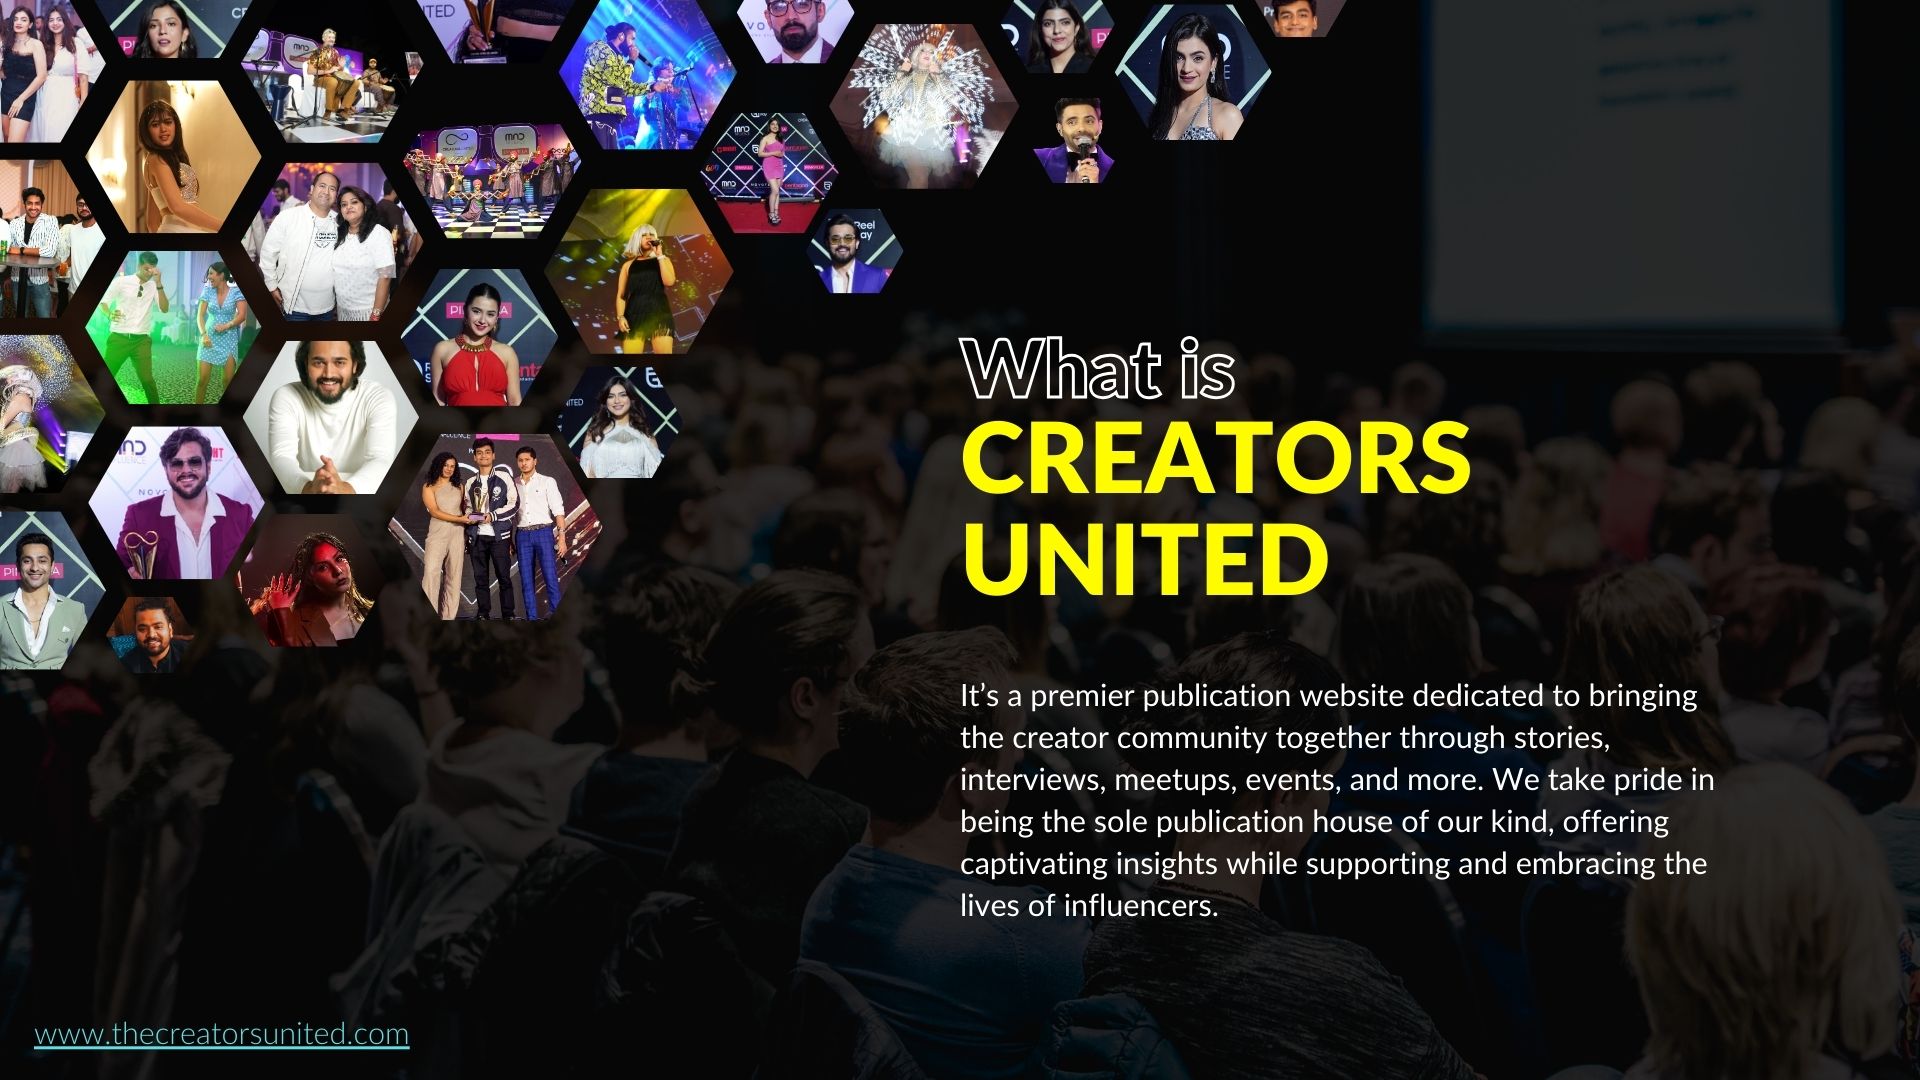 What is
CREATORS
UNITED
It’s a premier publication website dedicated to bringing
the creator community together through stories,
interviews, meetups, events, and more. We take pride in
being the sole publication house of our kind, offering
captivating insights while supporting and embracing the
lives of influencers.
www.thecreatorsunited.com